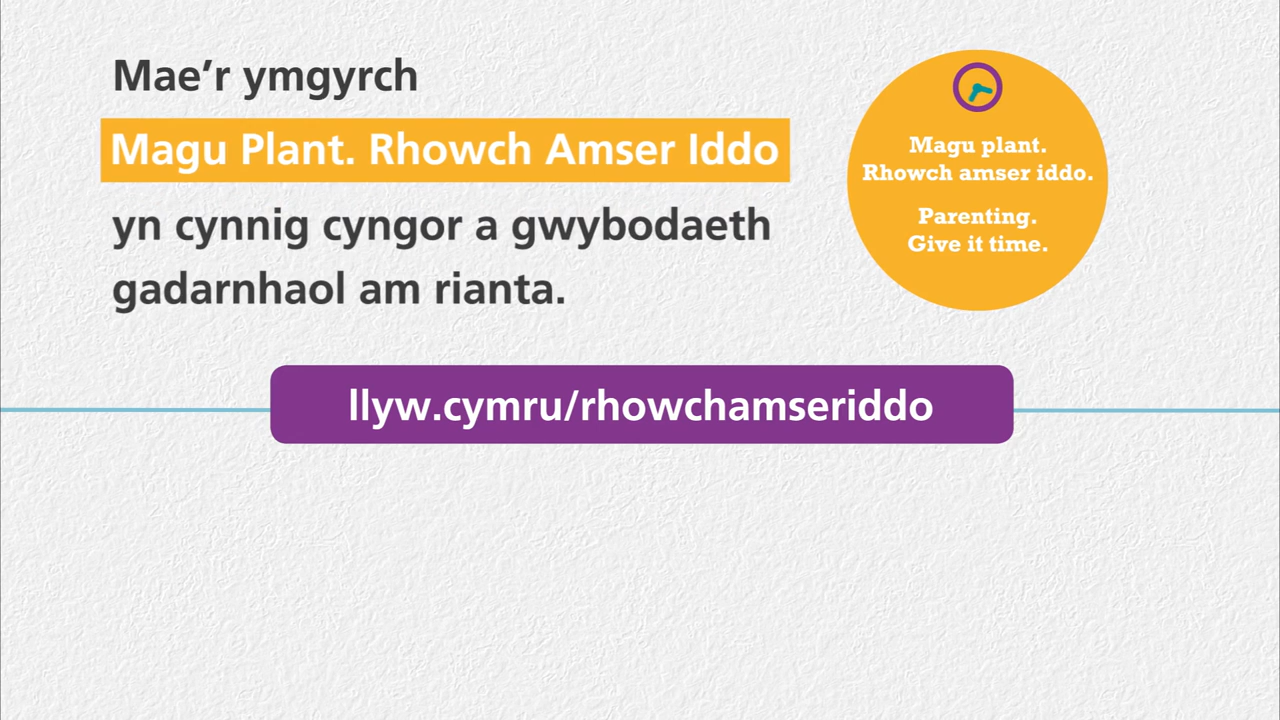 Mae’r ymgyrch
Magu Plant. Rhowch Amser Iddo
yn cynnig cyngor a gwybodaeth
gadarnhaol am rianta.
Magu plant.
Rhowch amser iddo.
Parenting.
Give it time.
llyw.cymru/rhowchamseriddo